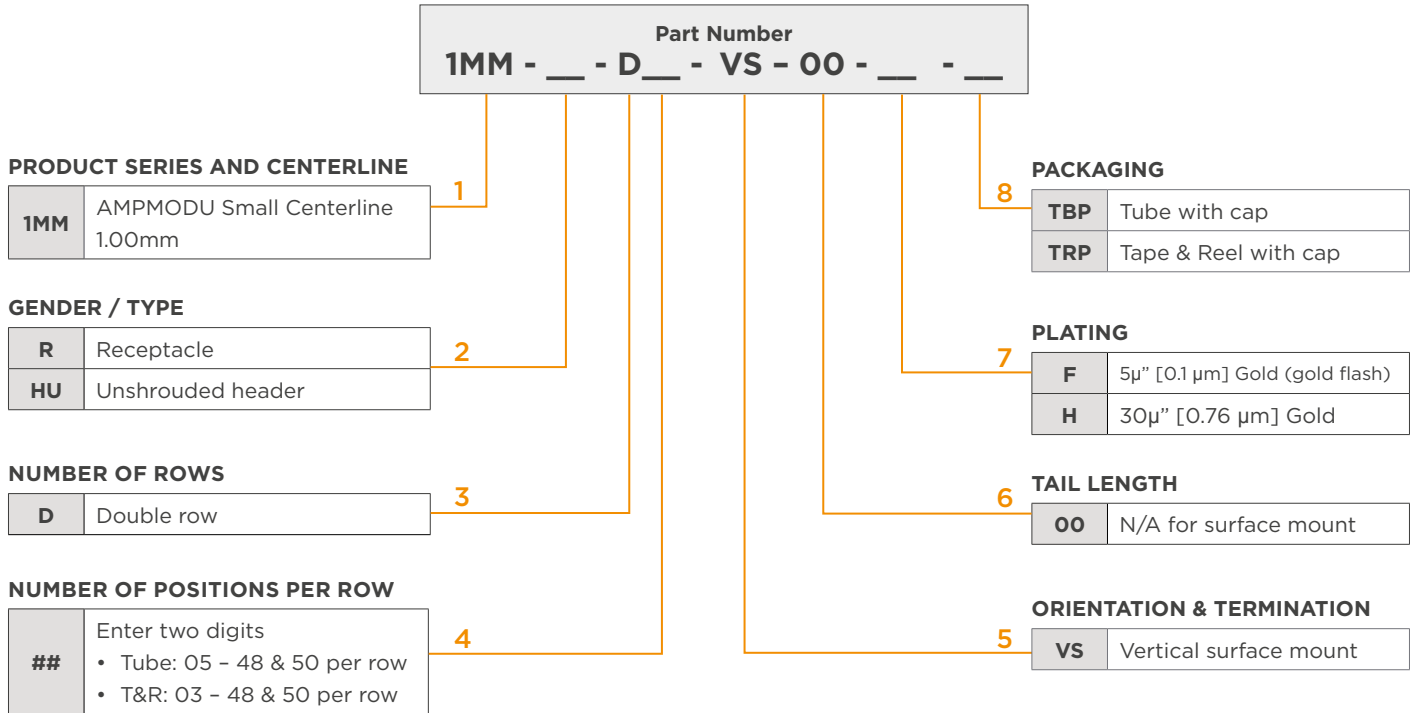 Part Number
1MM - __ - D__ - VS – 00 - __ - __
PRODUCT SERIES AND CENTERLINE
1MM
AMPMODU Small Centerline
1.00mm
1
GENDER / TYPE
R Receptacle
HU Unshrouded header
2
NUMBER OF ROWS
D Double row
3
NUMBER OF POSITIONS PER ROW
##
Enter two digits
• Tube: 05 – 48 & 50 per row
• T&R: 03 – 48 & 50 per row
4
PACKAGING
8
TBP Tube with cap
TRP Tape & Reel with cap
PLATING
7
F 5µ” [0.1 µm] Gold (gold flash)
H 30µ” [0.76 µm] Gold
TAIL LENGTH
6
00 N/A for surface mount
ORIENTATION & TERMINATION
5
VS Vertical surface mount